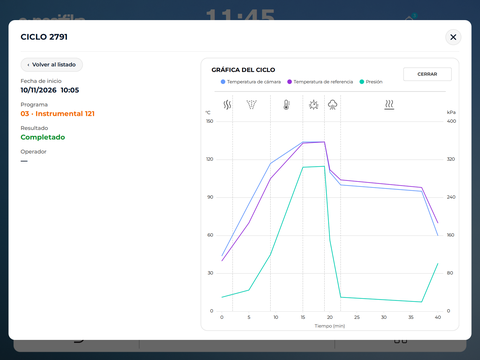 11:45
CICLO 2791
‹ Volver al listado
Fecha de inicio
10/11/2026 10:05
Programa
03 - Instrumental 121
Resultado
Completado
Operador
—
GRÁFICA DEL CICLO
CERRAR
Temperatura de cámara
Temperatura de referencia
Presión
°C
kPa
150
400
120
320
90
240
60
160
30
80
0
0
0
5
10
15
20
25
30
35
40
Tiempo (min)